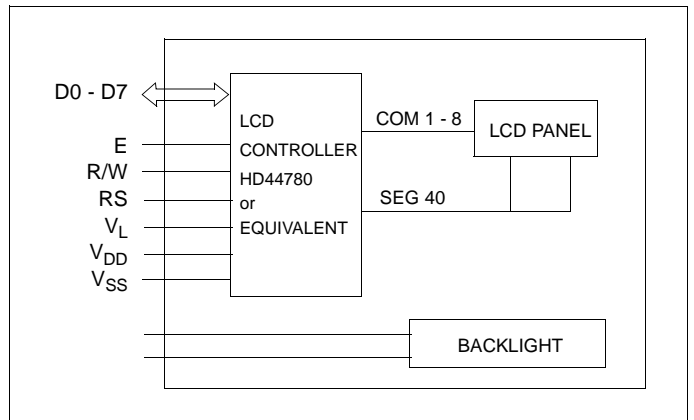 D0 - D7
E
R/W
RS
VL
VDD
VSS
LCD
CONTROLLER
HD44780
or
EQUIVALENT
COM 1 - 8
SEG 40
LCD PANEL
BACKLIGHT